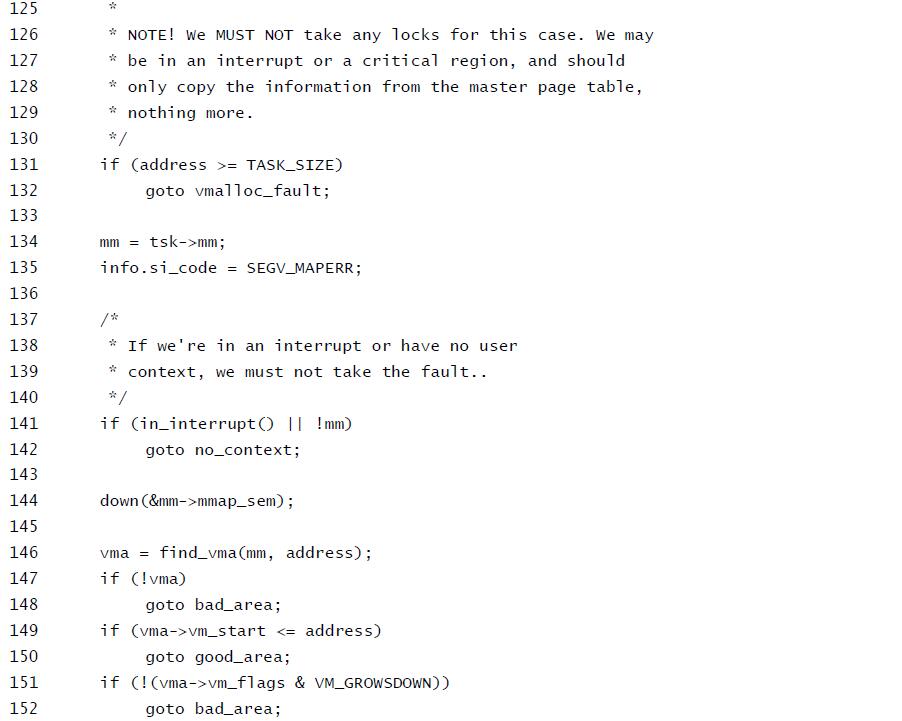 125        *
126        * NOTE! We MUST NOT take any locks for this case. We may
127        * be in an interrupt or a critical region, and should
128        * only copy the information from the master page table,
129        * nothing more.
130        */
131       if (address >= TASK_SIZE)
132            goto vmalloc_fault;
133
134       mm = tsk->mm;
135       info.si_code = SEGV_MAPERR;
136
137       /*
138        * If we're in an interrupt or have no user
139        * context, we must not take the fault..
140        */
141       if (in_interrupt() || !mm)
142            goto no_context;
143
144       down(&mm->mmap_sem);
145
146       vma = find_vma(mm, address);
147       if (!vma)
148            goto bad_area;
149       if (vma->vm_start <= address)
150            goto good_area;
151       if (!(vma->vm_flags & VM_GROWSDOWN))
152            goto bad_area;